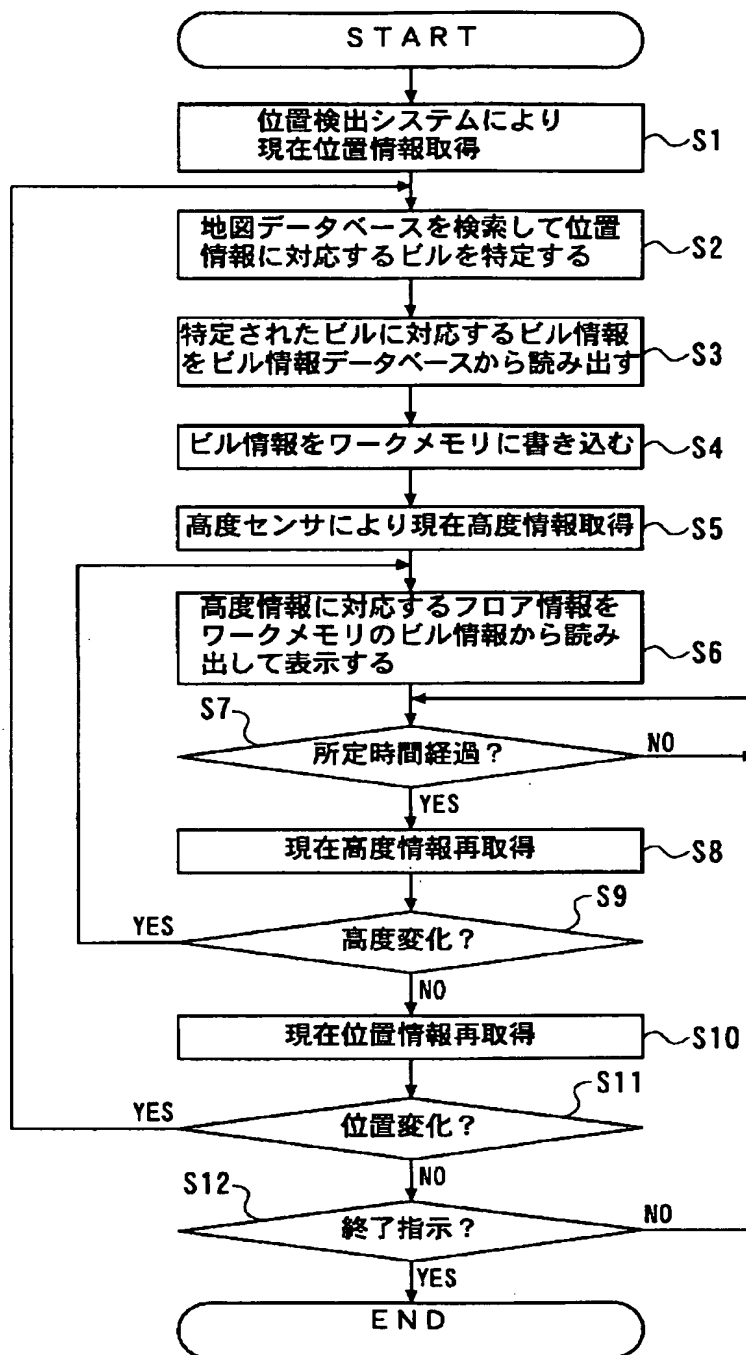 START
位置検出システムにより
現在位置情報取得
S1
地図データベースを検索して位置
情報に対応するビルを特定する
S2
特定されたビルに対応するビル情報
をビル情報データベースから読み出す
S3
ビル情報をワークメモリに書き込む
S4
高度センサにより現在高度情報取得
S5
高度情報に対応するフロア情報を
ワークメモリのビル情報から読み
出して表示する
S6
S7
所定時間経過?
NO
YES
現在高度情報再取得
S8
S9
YES
高度変化?
NO
現在位置情報再取得
S10
S11
YES
位置変化?
NO
S12
終了指示?
NO
YES
END